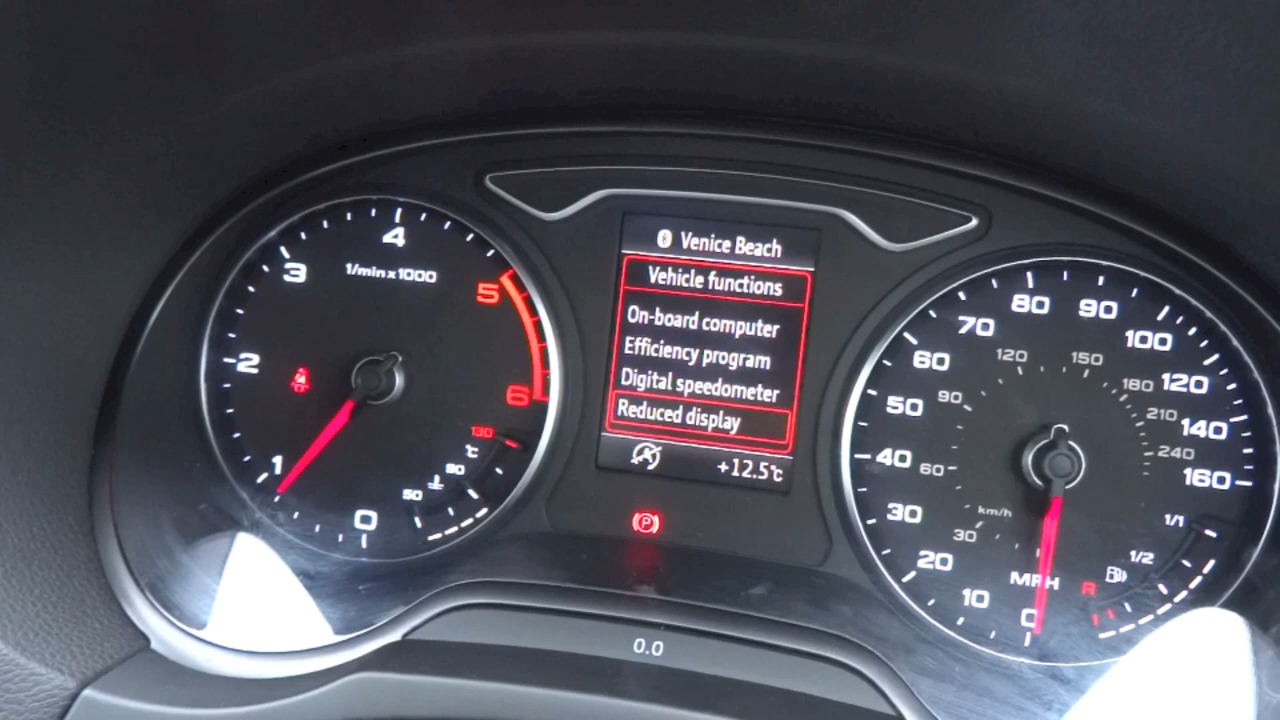 Venice Beach
Vehicle functions
On-board computer
Efficiency program
Digital speedometer
Reduced display
+12.5°C
0
1
2
3
4
5
6
1/min x 1000
50
90
130
°C
(P)
0.0
0
10
20
30
40
50
60
70
80
90
100
120
140
160
MPH
km/h
30
60
90
120
150
180
210
240
R
1/2
1/1